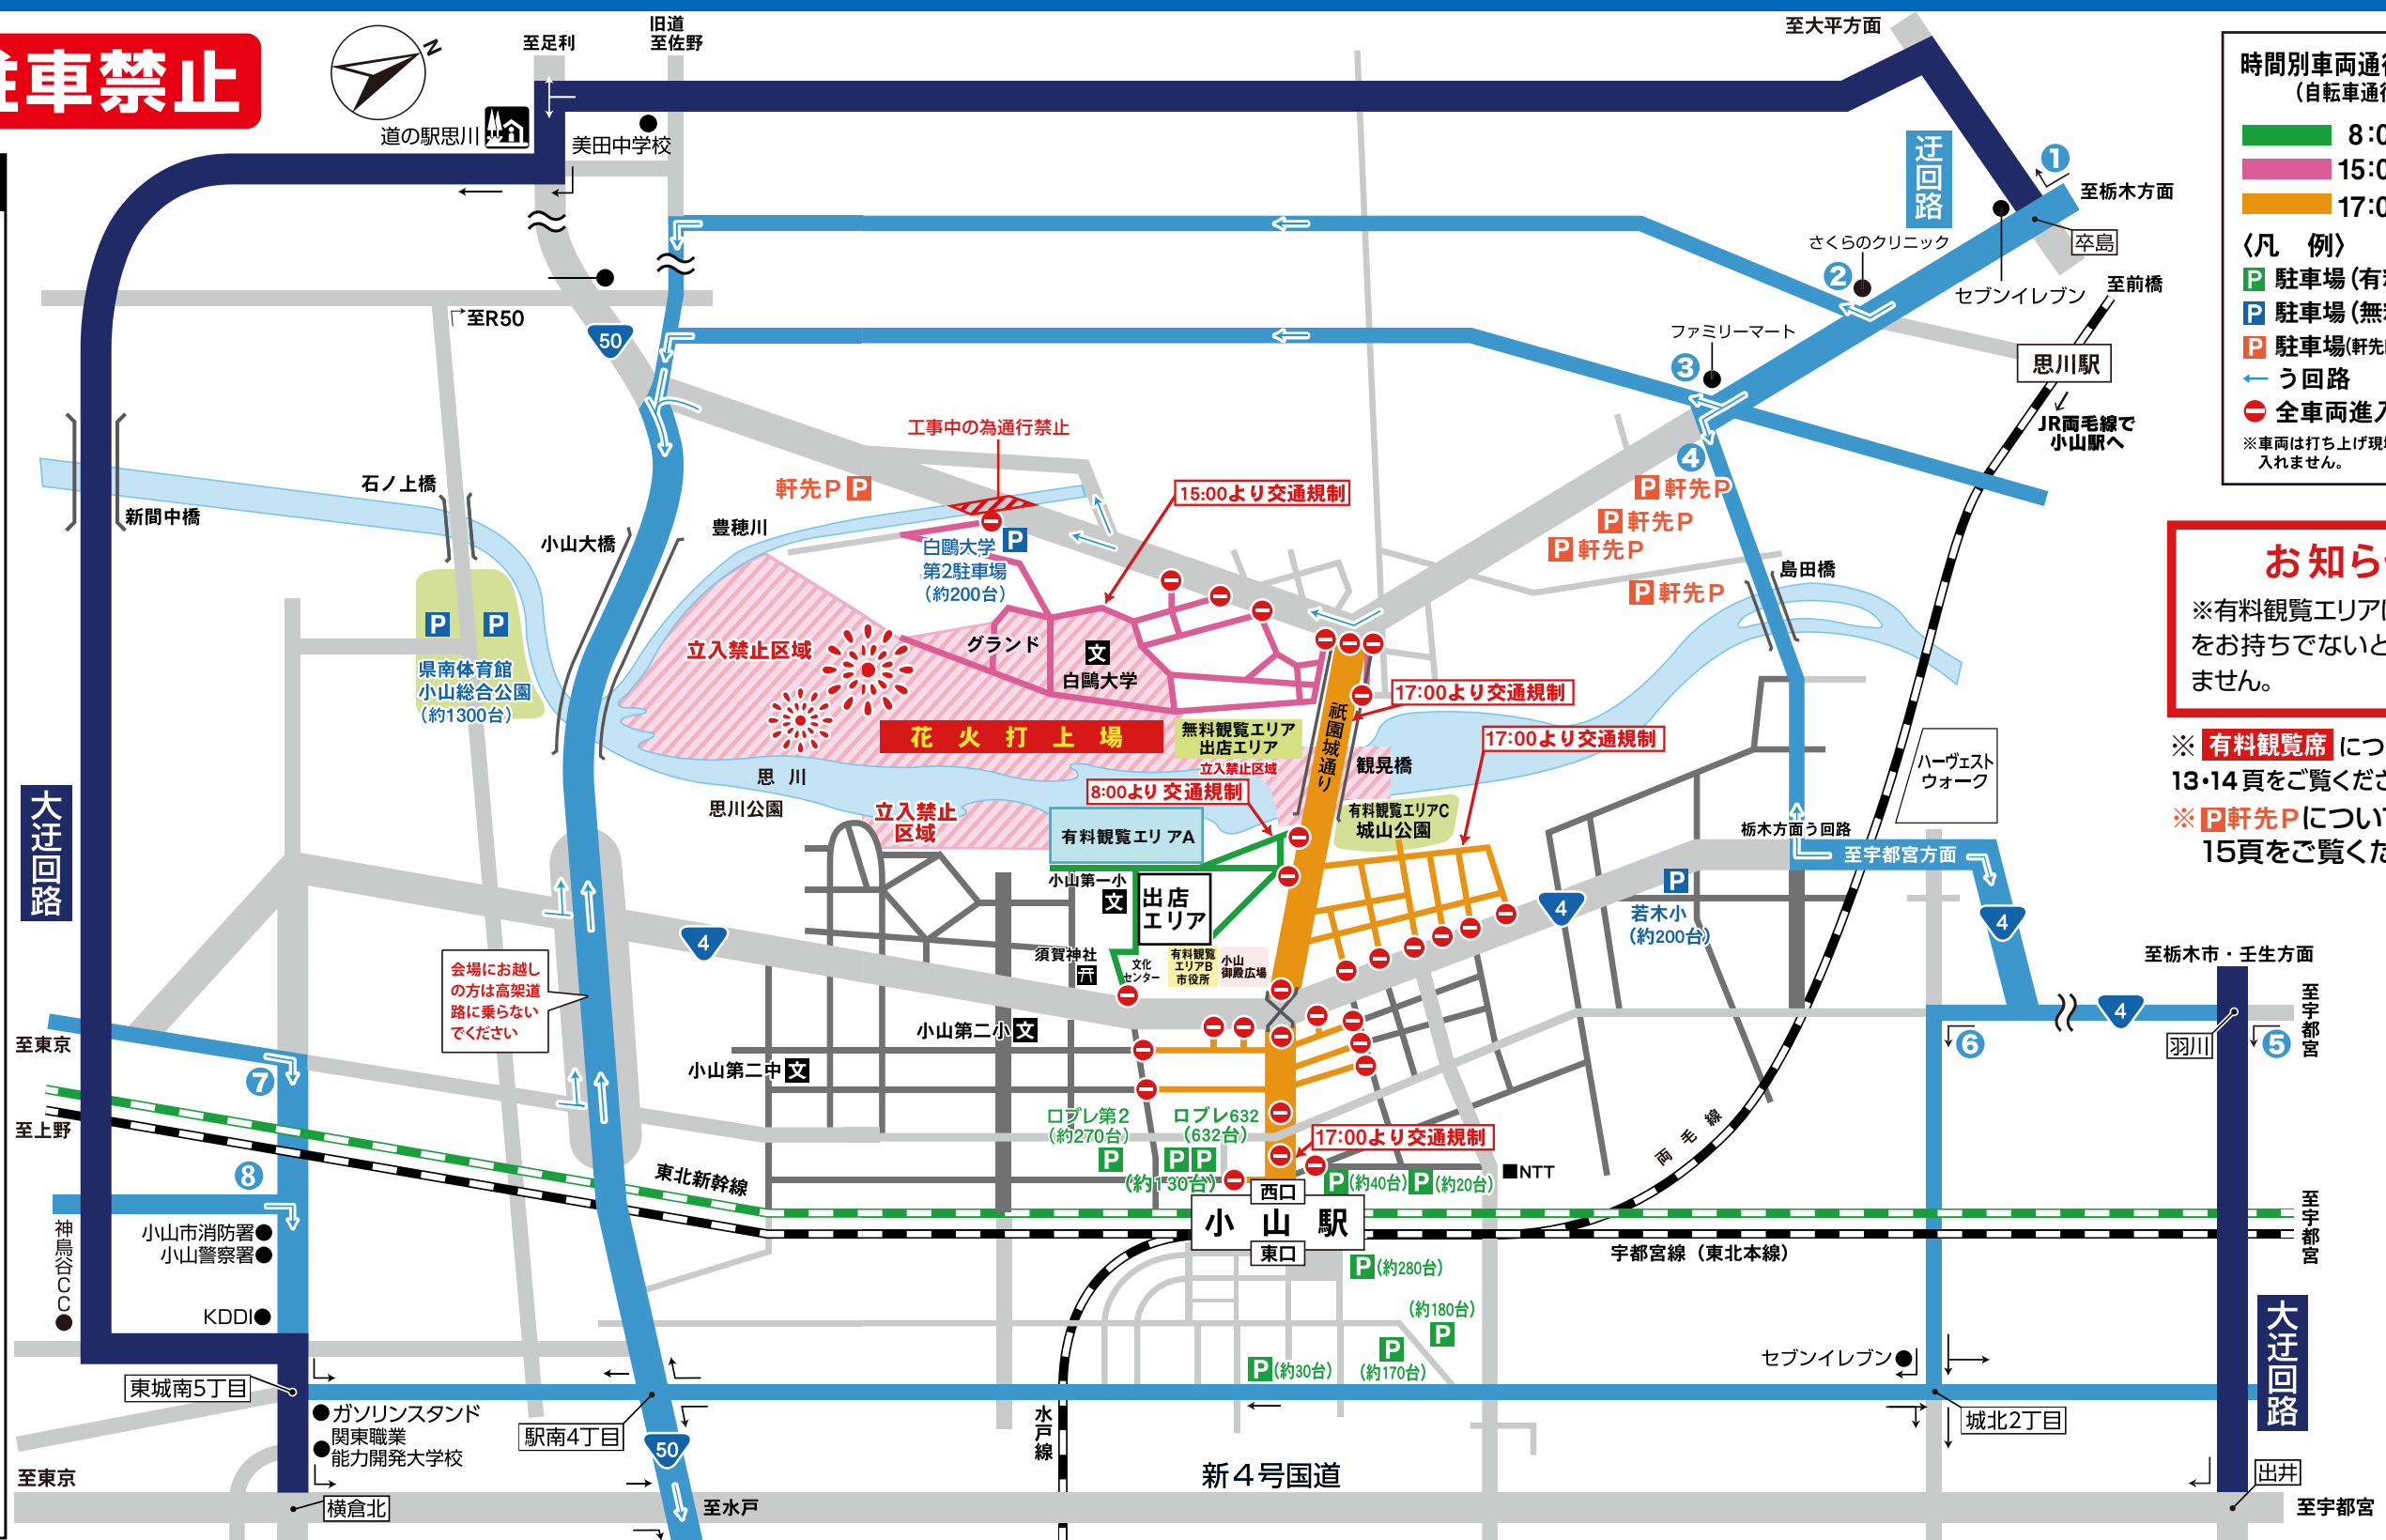 車禁止
N
至足利
旧道
至佐野
至大平方面
道の駅思川
美田中学校
迂回路
1
至栃木方面
卒島
さくらのクリニック
2
セブンイレブン
至前橋
思川駅
JR両毛線で
小山駅へ
ファミリーマート
3
4
至R50
50
時間別車両通
(自転車通
8:0
15:0
17:0
〈凡 例〉
P 駐車場(有
P 駐車場(無
P 駐車場(軒先
う回路
全車両進入
※車両は打ち上げ現
入れません。
お知ら
※有料観覧エリア
をお持ちでないと
ません。
※有料観覧席につ
13・14頁をご覧くださ
※P軒先Pについ
15頁をご覧くだ
工事中の為通行禁止
軒先P P
15:00より交通規制
石ノ上橋
新間中橋
小山大橋
豊穂川
白鷗大学 P
第2駐車場
(約200台)
P 軒先P
P 軒先P
P 軒先P
P 軒先P
島田橋
P P
県南体育館
小山総合公園
(約1300台)
立入禁止区域
グランド
文
白鷗大学
花火打上場
無料観覧エリア
出店エリア
立入禁止区域
祇園城通り
17:00より交通規制
17:00より交通規制
観晃橋
8:00より交通規制
思川
思川公園
立入禁止
区域
有料観覧エリアA
有料観覧エリアC
城山公園
ハーヴェスト
ウォーク
栃木方面う回路
至宇都宮方面
大迂回路
小山第一小
文
出店
エリア
P
若木小
(約200台)
4
4
4
須賀神社
文化
センター
有料観覧
エリアB
市役所
小山
御殿広場
会場にお越し
の方は高架道
路に乗らない
でください
至栃木市・壬生方面
至宇都宮
4
羽川
5
6
至東京
7
小山第二小 文
小山第二中 文
至上野
8
ロブレ第2
(約270台)
P
ロブレ632
(632台)
P P
(約130台)
17:00より交通規制
P (約40台) P (約20台)
NTT
両毛線
東北新幹線
西口
小山駅
東口
宇都宮線(東北本線)
至宇都宮
神鳥谷CC
小山市消防署
小山警察署
KDDI
P (約280台)
(約180台)
P
P
(約170台)
P (約30台)
大迂回路
セブンイレブン
東城南5丁目
ガソリンスタンド
関東職業
能力開発大学校
駅南4丁目
城北2丁目
水戸線
50
新4号国道
至東京
横倉北
至水戸
出井
至宇都宮